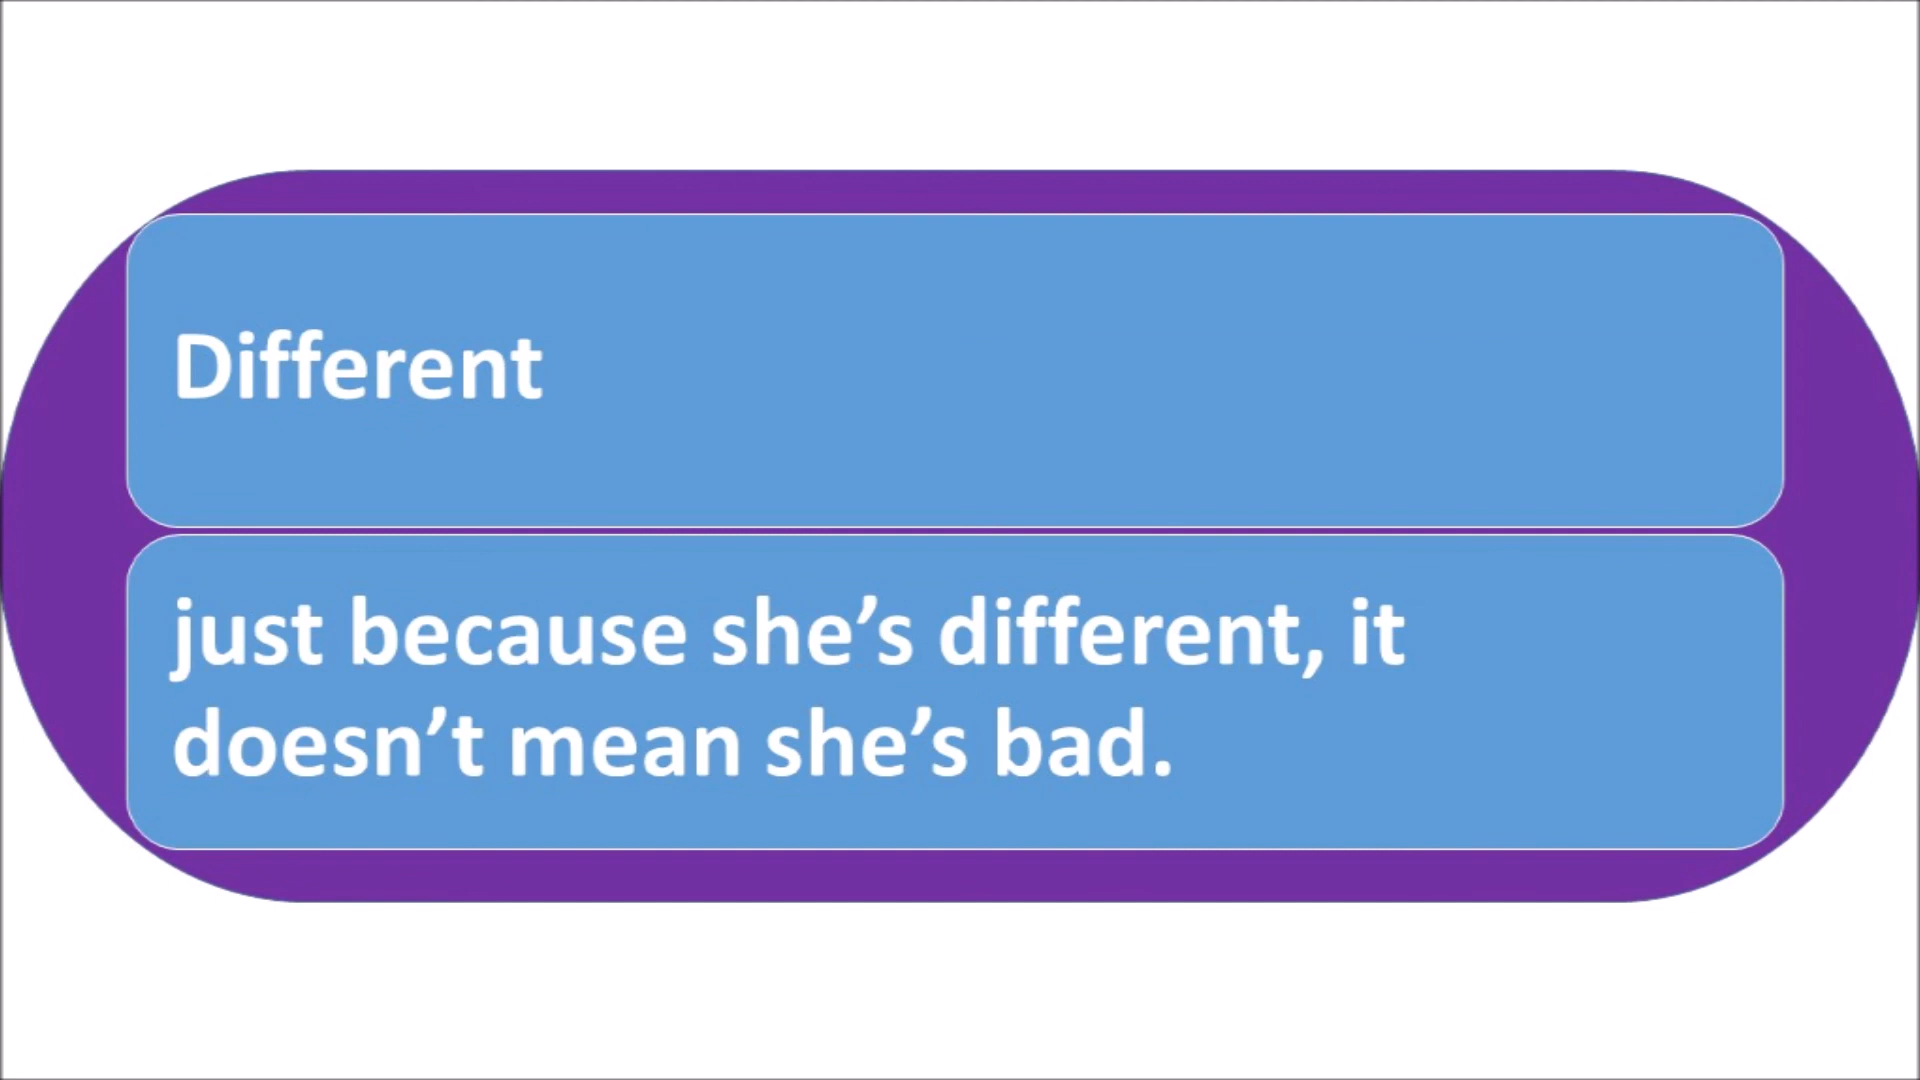 Different
just because she’s different, it
doesn’t mean she’s bad.